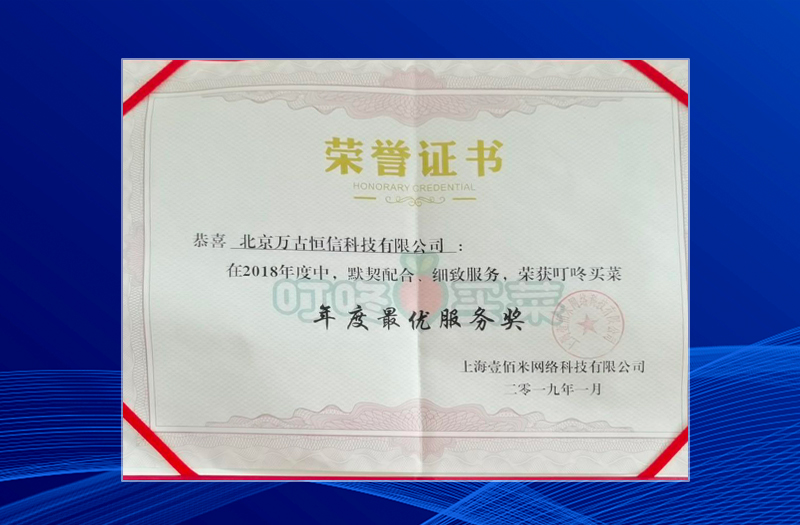 荣誉证书
HONORARY CREDENTIAL
恭喜 北京万古恒信科技有限公司 :
在2018年度中，默契配合、细致服务，荣获叮咚买菜
叮咚买菜
年度最优服务奖
上海壹佰米网络科技有限公司
二零一九年一月